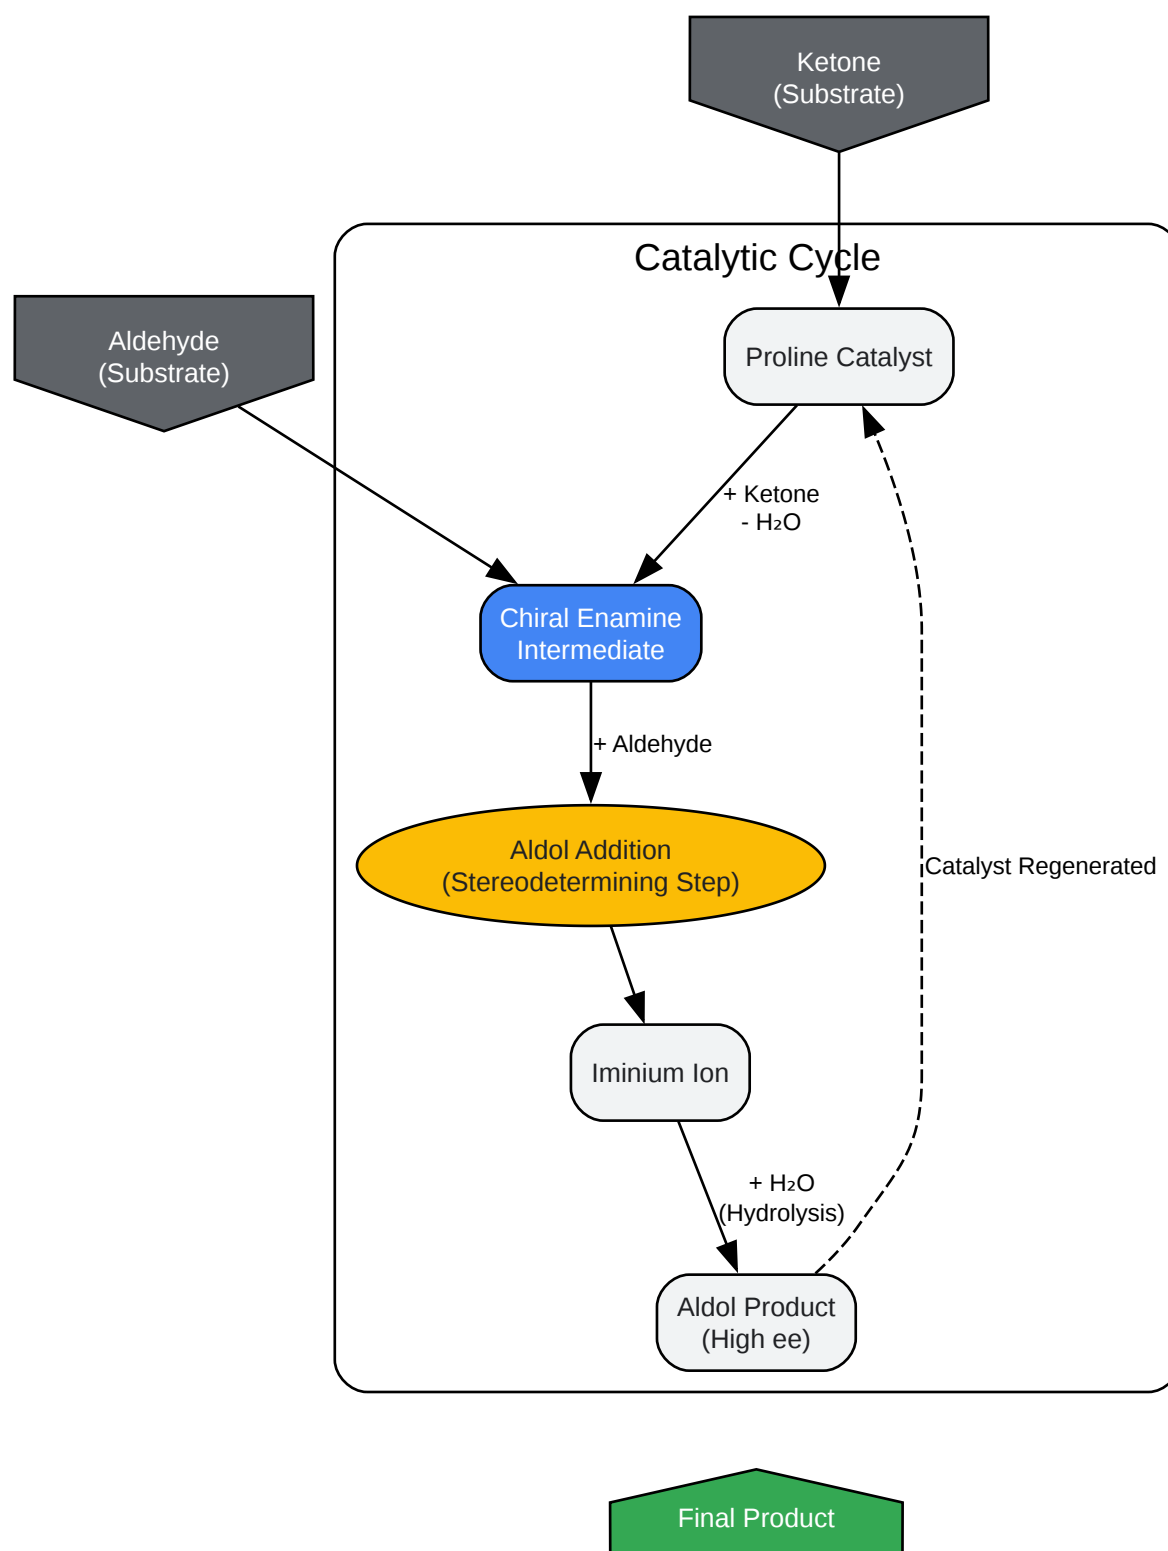 Ketone
(Substrate)
Catalytic Cycle
Aldehyde
(Substrate)
Proline Catalyst
+ Ketone
- H₂O
Chiral Enamine
Intermediate
+ Aldehyde
Aldol Addition
(Stereodetermining Step)
Catalyst Regenerated
Iminium Ion
+ H₂O
(Hydrolysis)
Aldol Product
(High ee)
Final Product